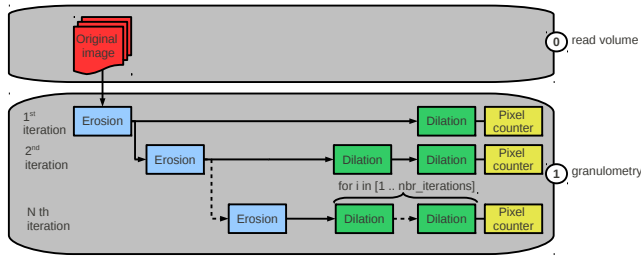 Original
image
0 read volume
1st
iteration
Erosion
Dilation
Pixel
counter
2nd
iteration
Erosion
Dilation
Dilation
Pixel
counter
1 granulometry
for i in [1 .. nbr_iterations]
N th
iteration
Erosion
Dilation
Dilation
Pixel
counter